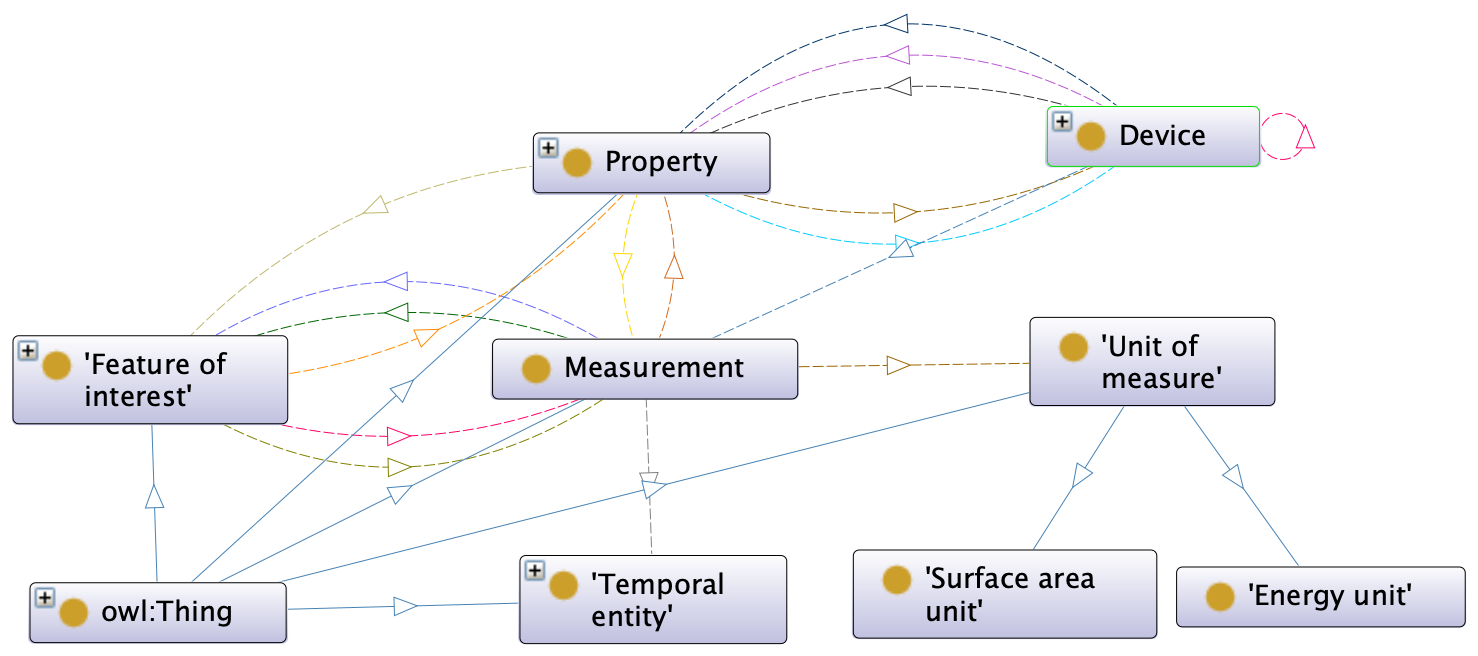 Property
Device
'Feature of
interest'
Measurement
'Unit of
measure'
owl:Thing
'Temporal
entity'
'Surface area
unit'
'Energy unit'